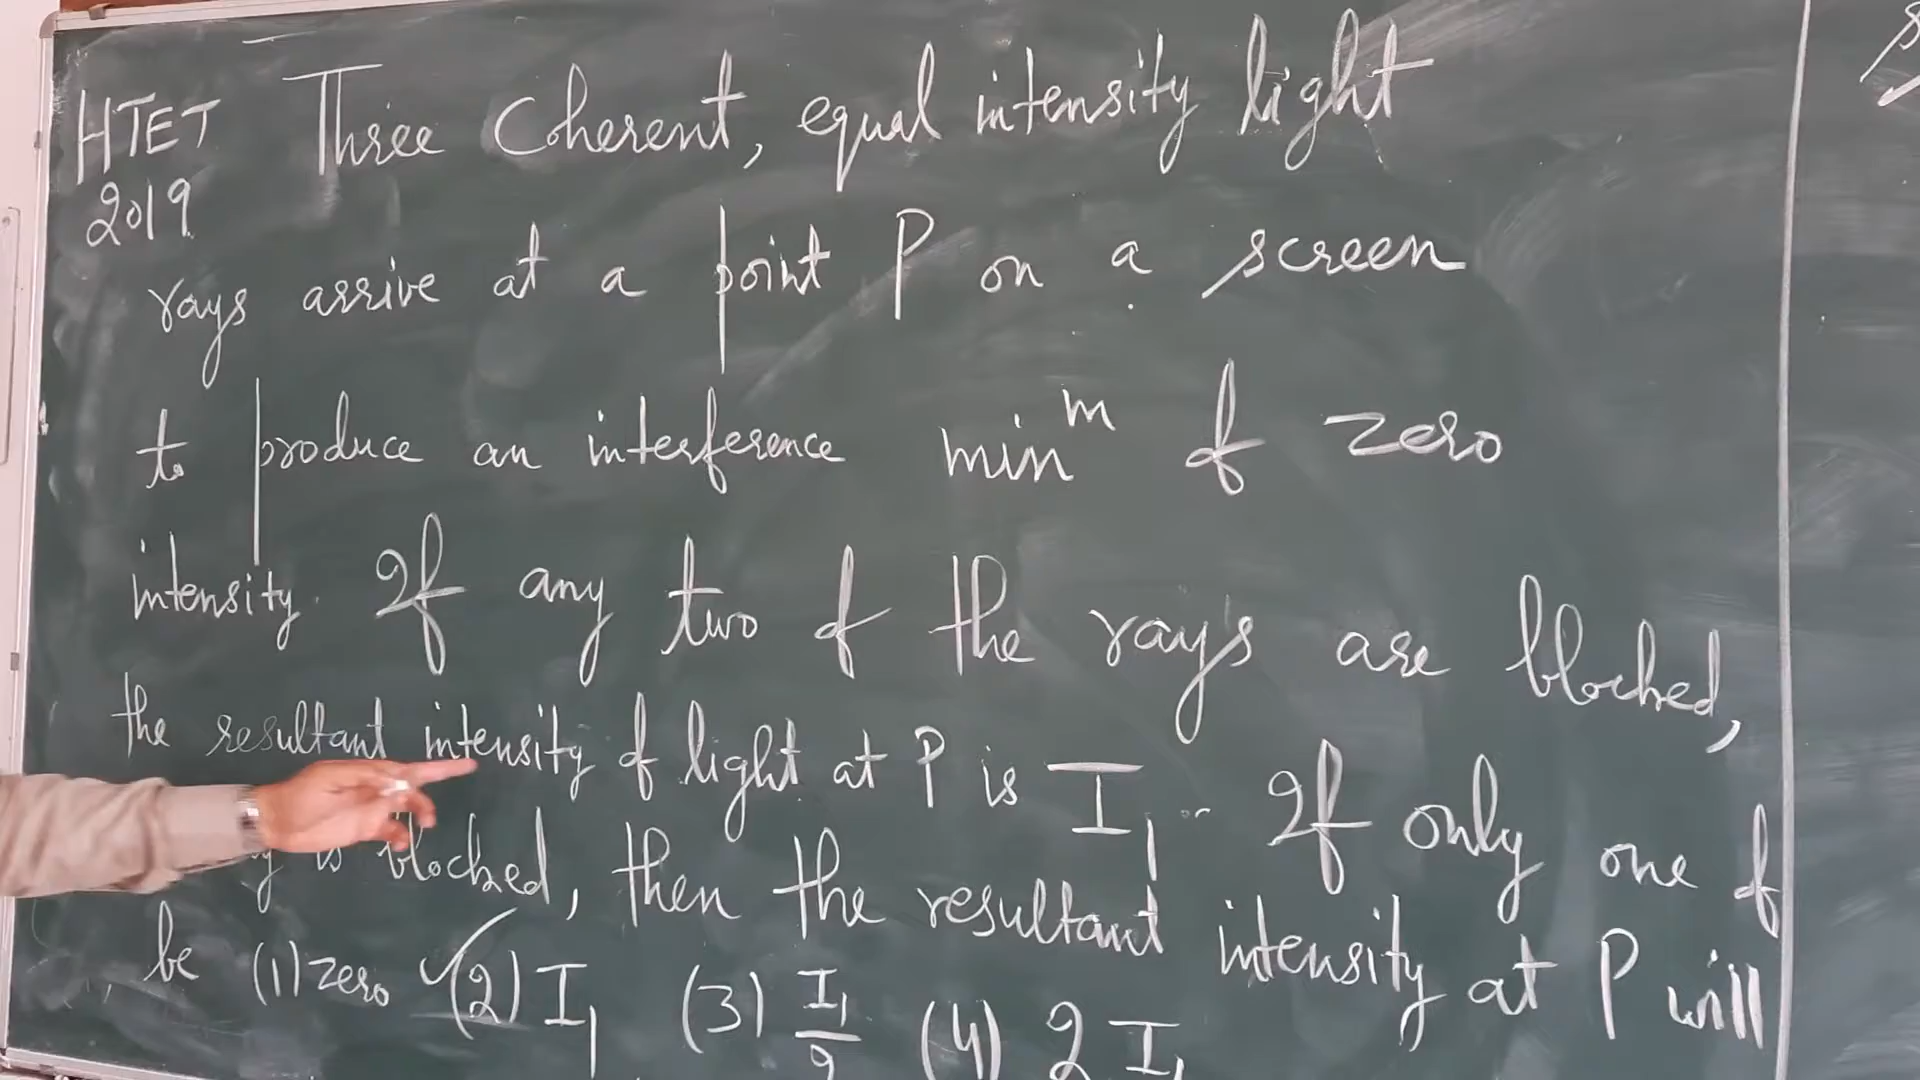 HTET Three Coherent, equal intensity light
2019
rays arrive at a point P on a screen
to produce an interference minᵐ of zero
intensity. If any two of the rays are blocked,
the resultant intensity of light at P is I₁. If only one of
is blocked, then the resultant intensity at P will
be (1) zero ✓(2) I₁ (3) I₁/2 (4) 2 I₁